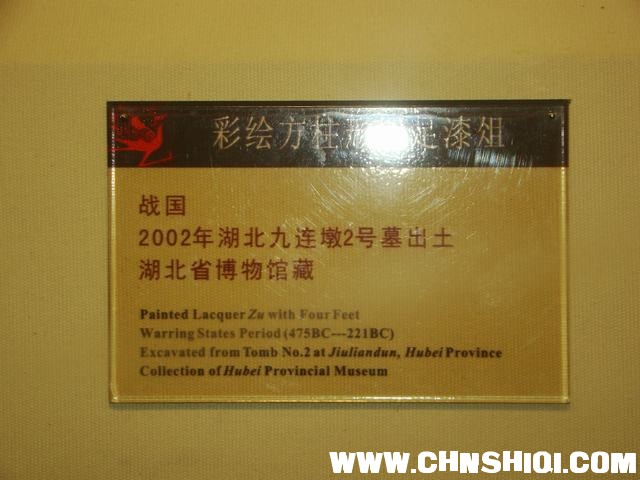 彩绘方柱形 足漆俎
战国
2002年湖北九连墩2号墓出土
湖北省博物馆藏
Painted Lacquer Zu with Four Feet
Warring States Period (475BC---221BC)
Excavated from Tomb No.2 at Jiuliandun, Hubei Province
Collection of Hubei Provincial Museum
WWW.CHNSHIQI.COM